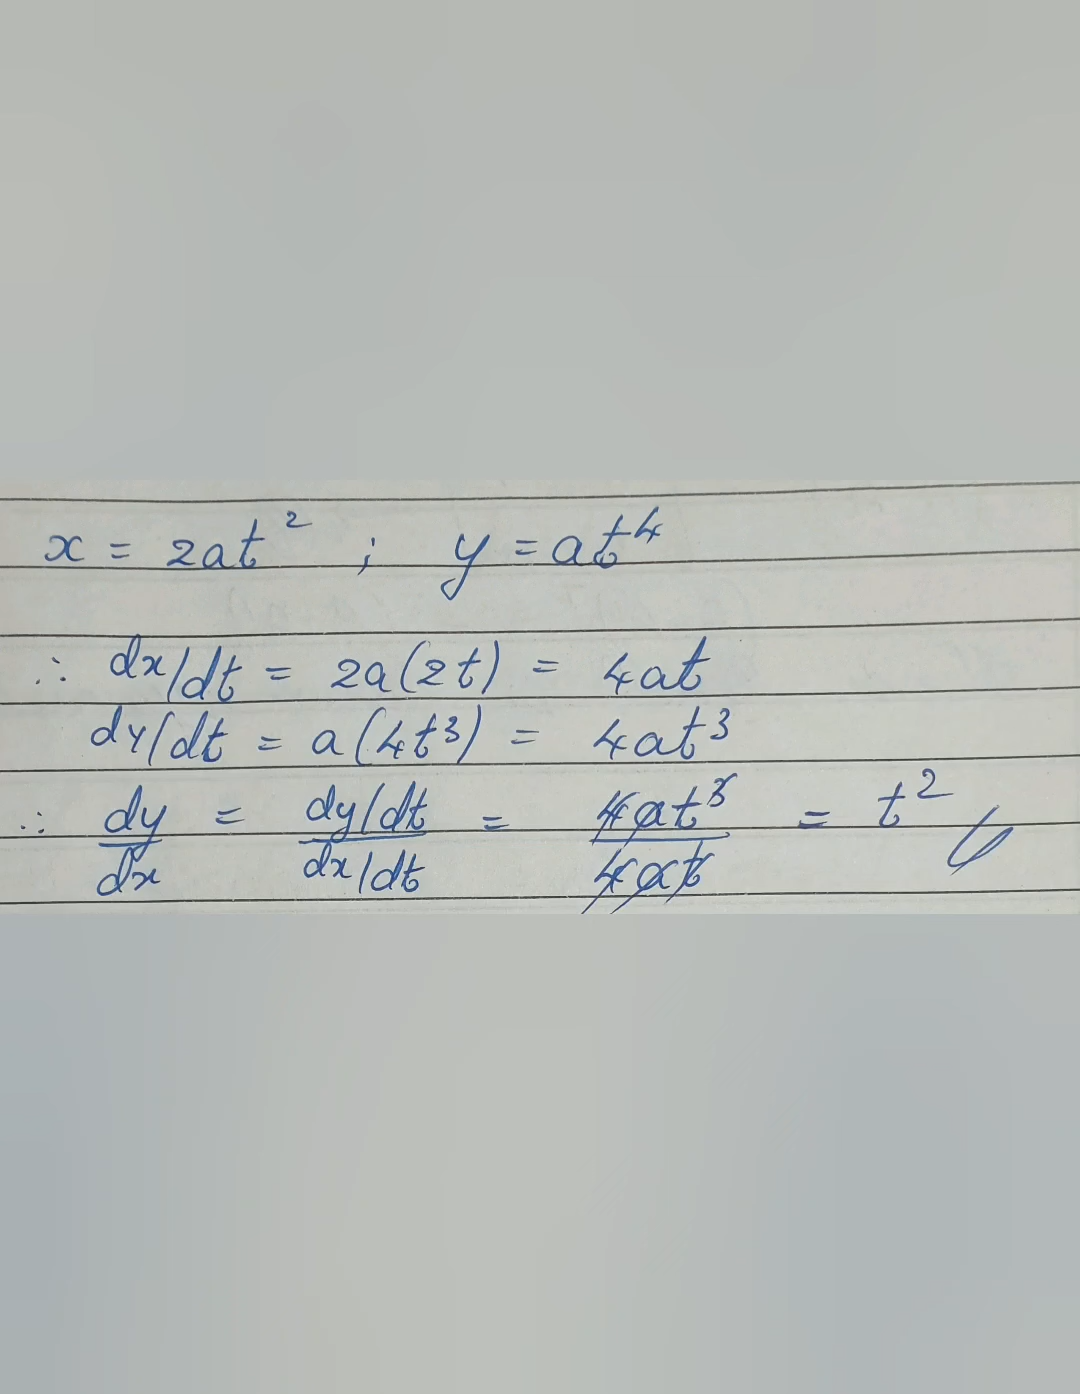 x = 2at² ; y = at⁴
∴ dx/dt = 2a(2t) = 4at
dy/dt = a(4t³) = 4at³
∴ dy/dx = (dy/dt)/(dx/dt) = 4at³/4at = t²